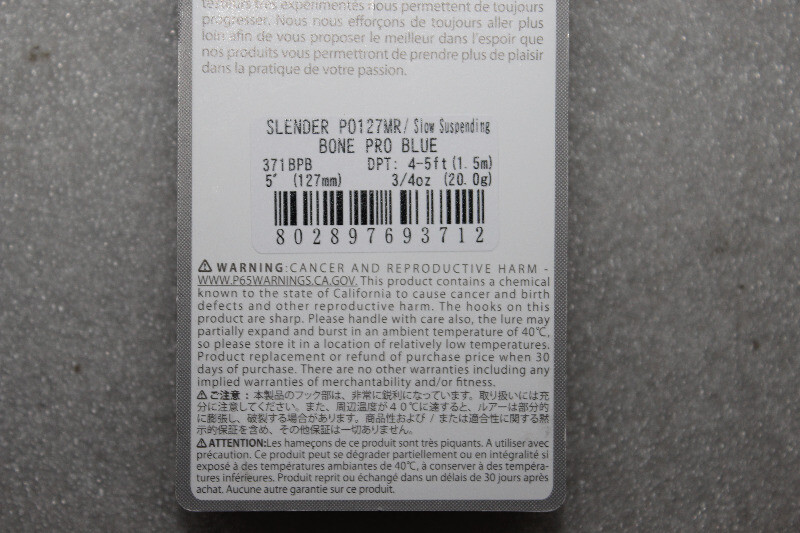 teurs très expérimentés nous permettent de toujours
progresser. Nous nous efforçons de toujours aller plus
loin afin de vous proposer le meilleur dans l'espoir que
nos produits vous permettront de prendre plus de plaisir
dans la pratique de votre passion.
SLENDER PO127MR/ Slow Suspending
BONE PRO BLUE
371BPB DPT: 4-5ft(1.5m)
5" (127mm) 3/4oz (20.0g)
802897693712
⚠ WARNING:CANCER AND REPRODUCTIVE HARM -
WWW.P65WARNINGS.CA.GOV. This product contains a chemical
known to the state of California to cause cancer and birth
defects and other reproductive harm. The hooks on this
product are sharp. Please handle with care also, the lure may
partially expand and burst in an ambient temperature of 40℃,
so please store it in a location of relatively low temperatures.
Product replacement or refund of purchase price when 30
days of purchase. There are no other warranties including any
implied warranties of merchantability and/or fitness.
⚠ご注意：本製品のフック部は、非常に鋭利になっています。取り扱いには充
分に注意してください。また、周辺温度が４０℃に達すると、ルアーは部分的
に膨張し、破裂する場合があります。商品性および / または適合性に関する黙
示的保証を含め、その他保証は一切ありません。
⚠ATTENTION:Les hameçons de ce produit sont très piquants. A utiliser avec
précaution. Ce produit peut se dégrader partiellement ou en intégralité si
exposé à des températures ambiantes de 40℃, à conserver à des tempéra-
tures inférieures. Produit reprit ou échangé dans un délais de 30 jours après
achat. Aucune autre garantie sur ce produit.